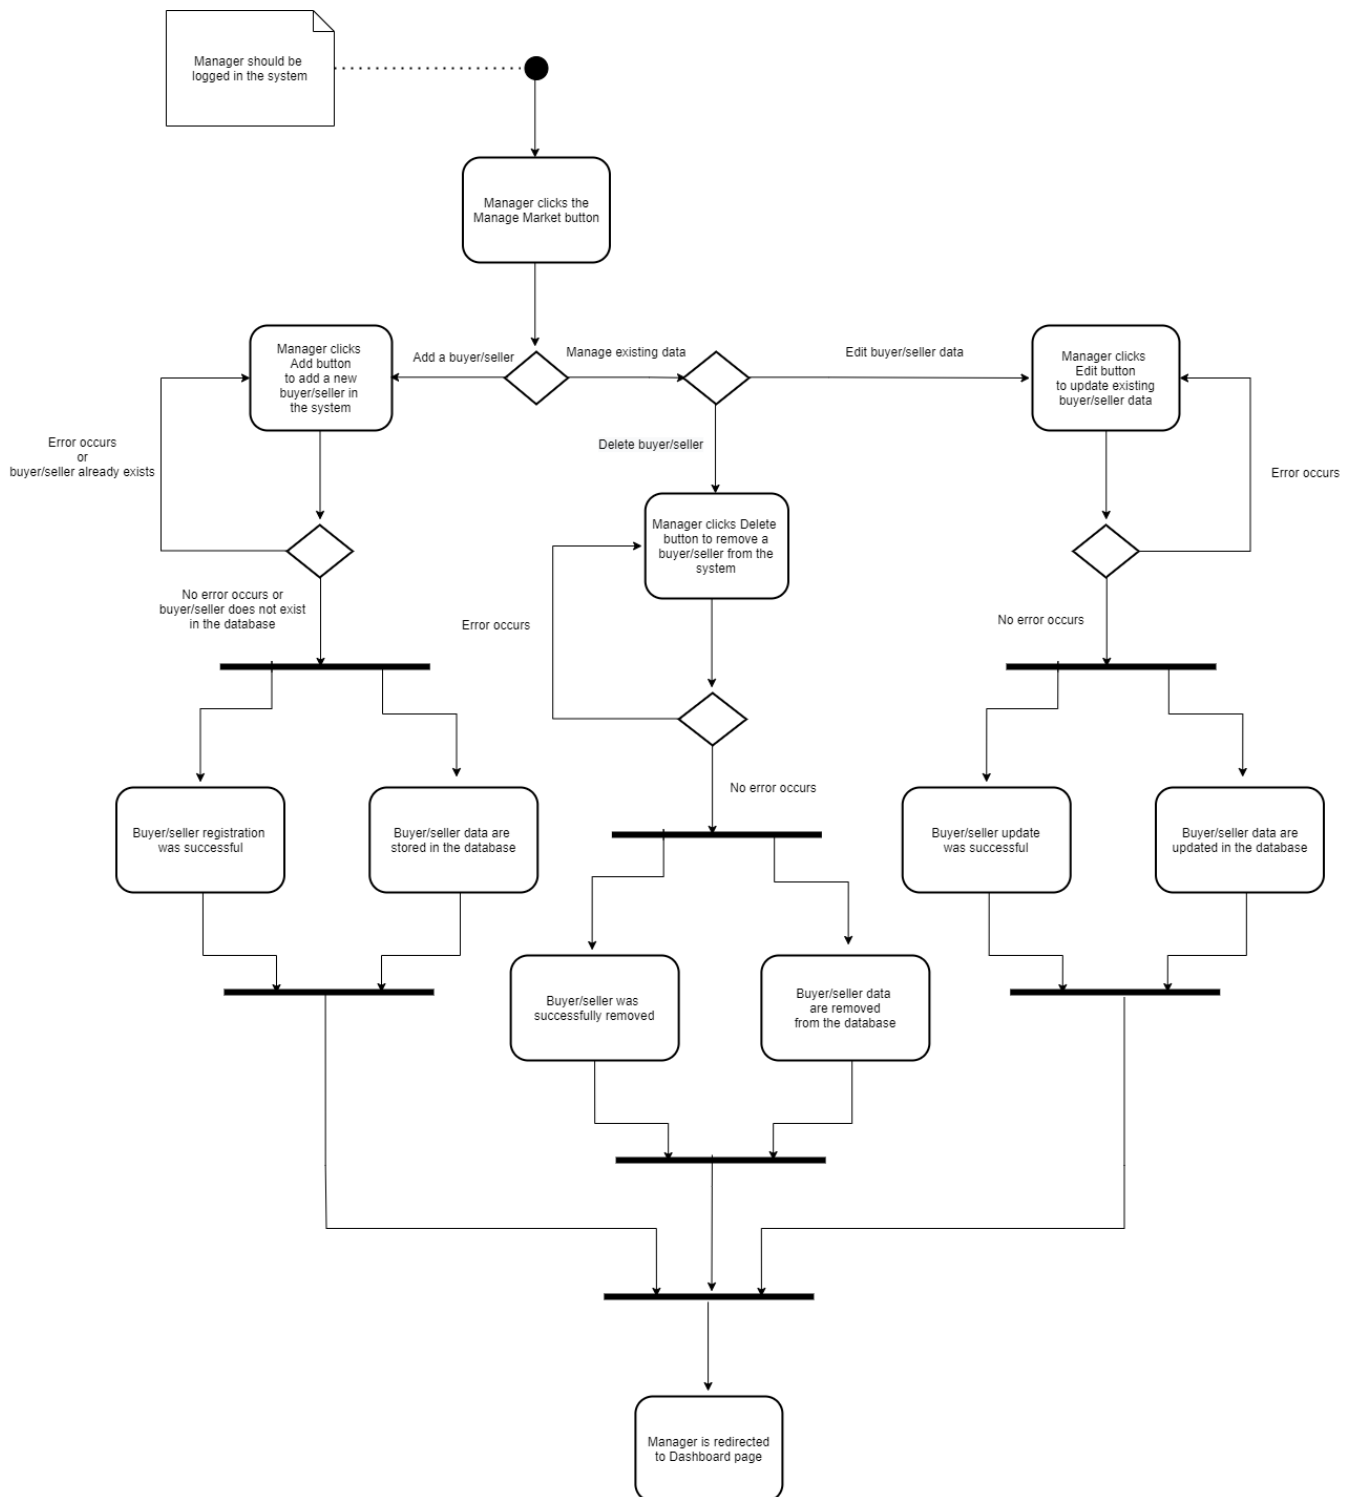 Manager should be
logged in the system
Manager clicks the
Manage Market button
Manager clicks
Add button
to add a new
buyer/seller in
the system
Add a buyer/seller
Manage existing data
Edit buyer/seller data
Manager clicks
Edit button
to update existing
buyer/seller data
Error occurs
or
buyer/seller already exists
Delete buyer/seller
Error occurs
Manager clicks Delete
button to remove a
buyer/seller from the
system
No error occurs or
buyer/seller does not exist
in the database
Error occurs
No error occurs
No error occurs
Buyer/seller registration
was successful
Buyer/seller data are
stored in the database
Buyer/seller update
was successful
Buyer/seller data are
updated in the database
Buyer/seller was
successfully removed
Buyer/seller data
are removed
from the database
Manager is redirected
to Dashboard page